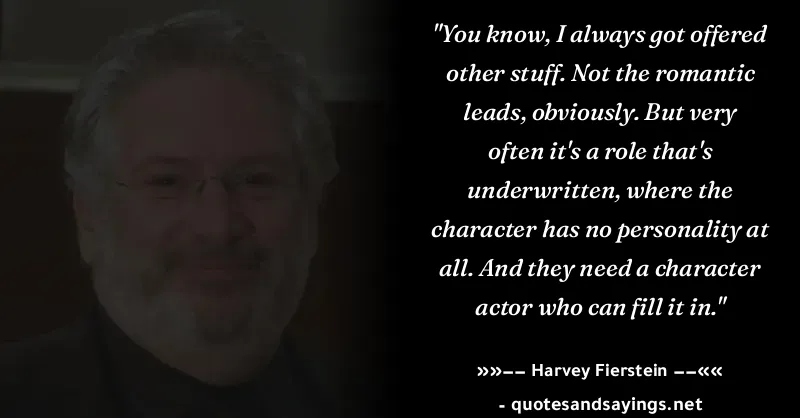 "You know, I always got offered
other stuff. Not the romantic
leads, obviously. But very
often it's a role that's
underwritten, where the
character has no personality at
all. And they need a character
actor who can fill it in."
»»-- Harvey Fierstein --««
- quotesandsayings.net